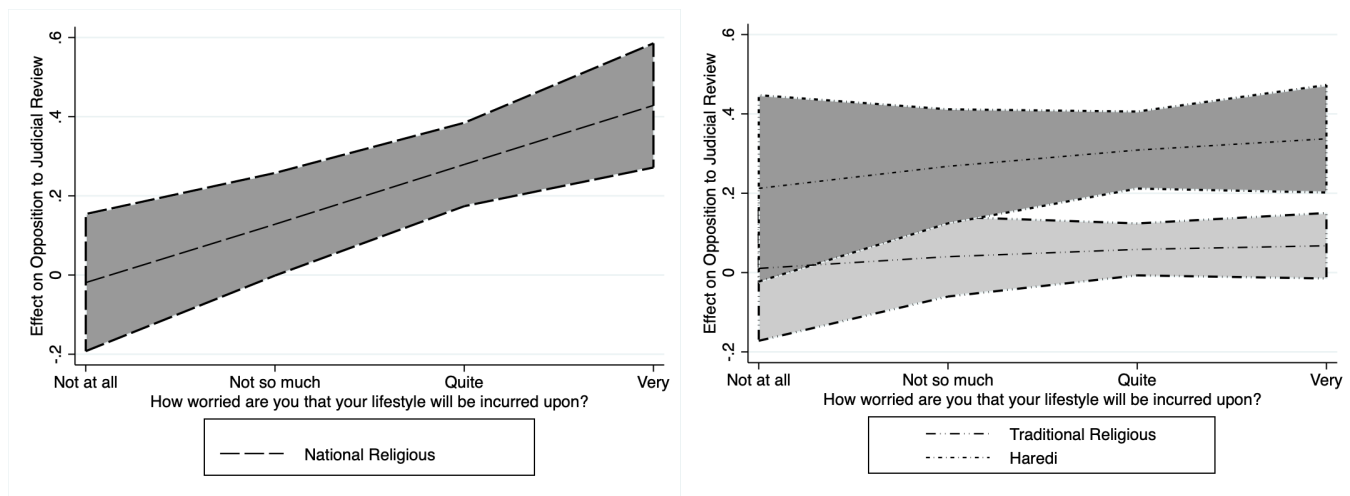 Effect on Opposition to Judicial Review
.6
.4
.2
0
-.2
Not at all Not so much Quite Very
How worried are you that your lifestyle will be incurred upon?
National Religious
Effect on Opposition to Judicial Review
.6
.4
.2
0
-.2
Not at all Not so much Quite Very
How worried are you that your lifestyle will be incurred upon?
Traditional Religious
Haredi